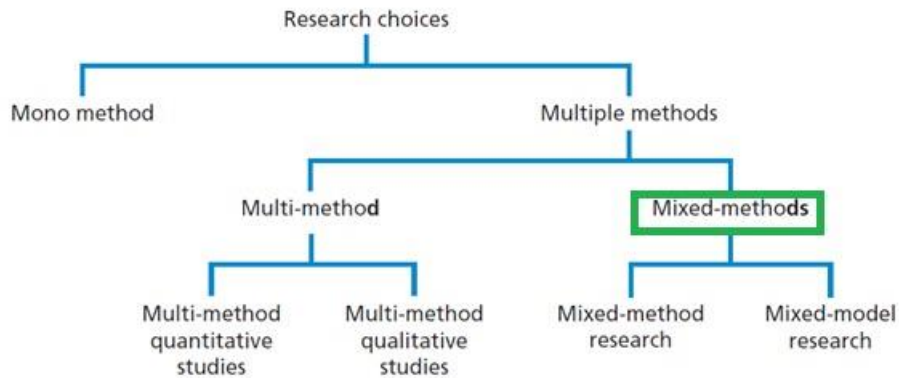 Research choices
Mono method
Multiple methods
Multi-method
Mixed-methods
Multi-method
quantitative
studies
Multi-method
qualitative
studies
Mixed-method
research
Mixed-model
research